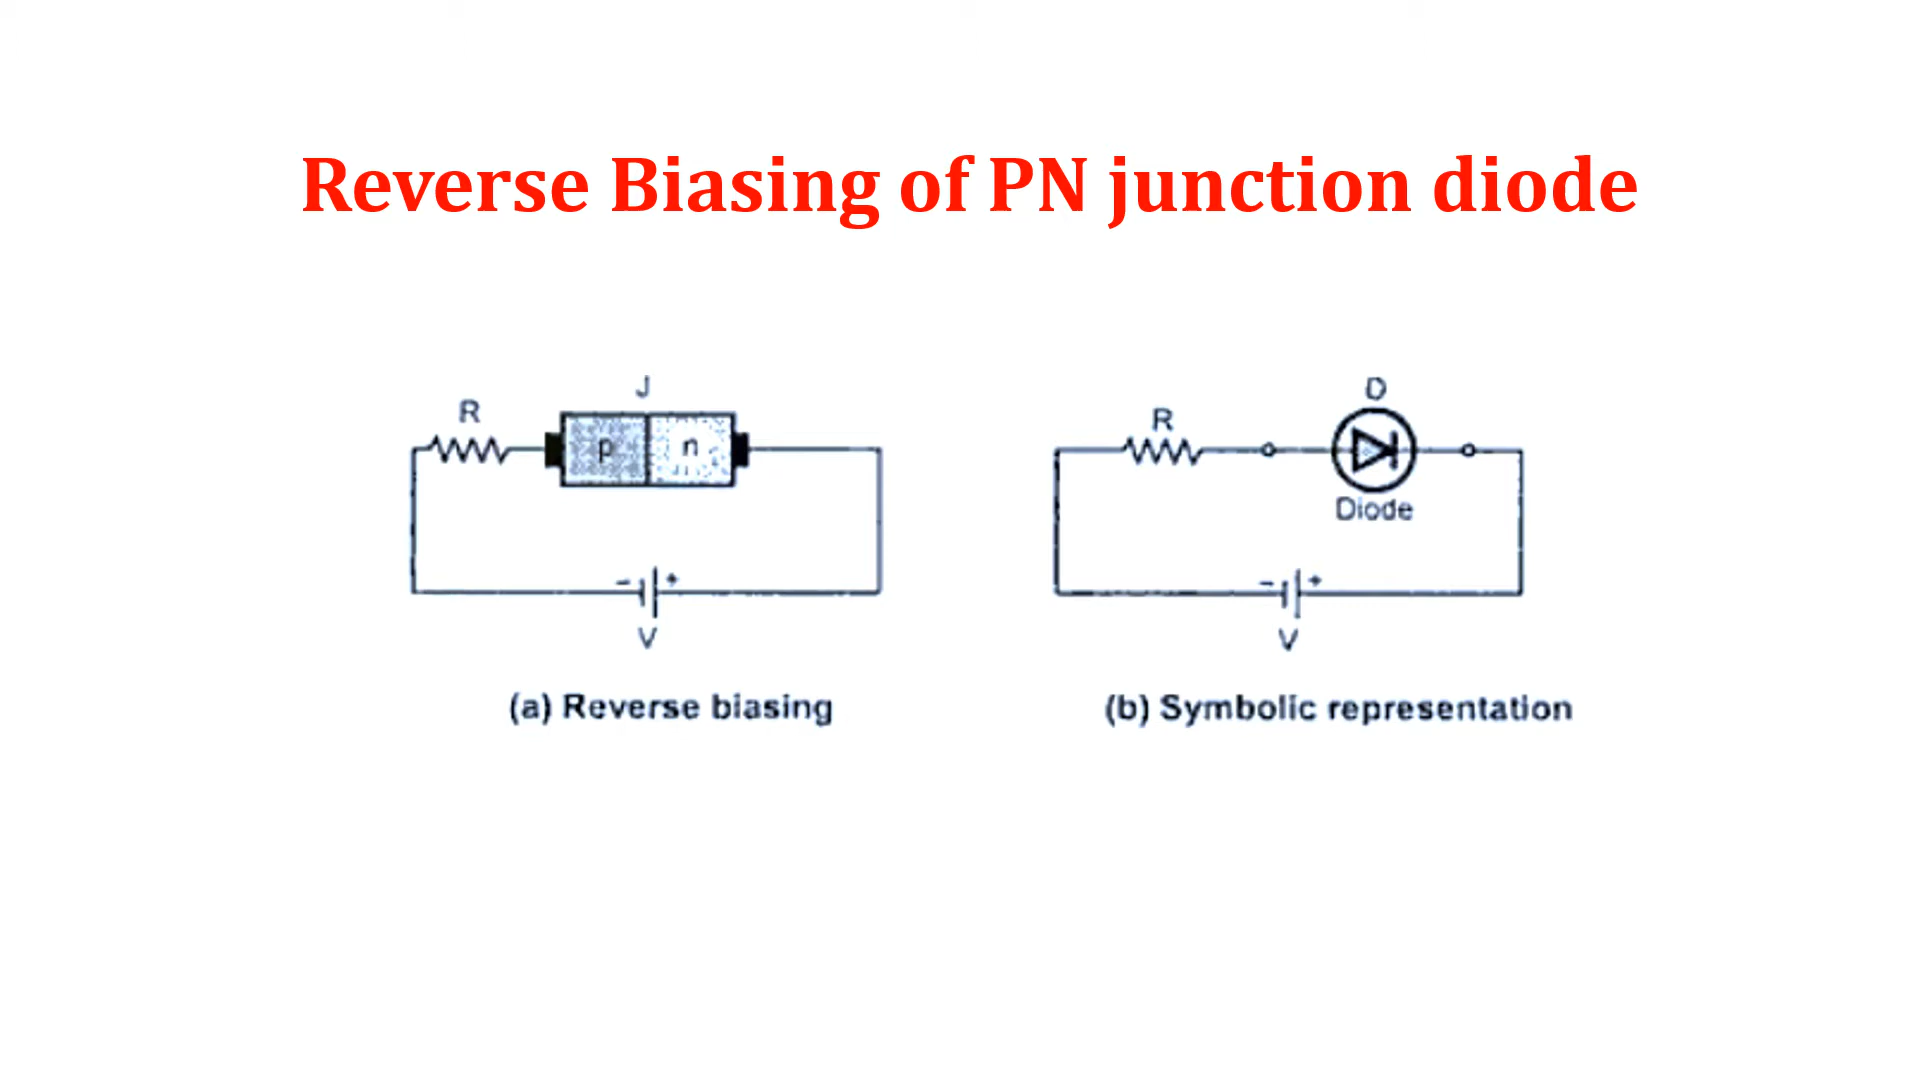 Reverse Biasing of PN junction diode
J
R
p n
- +
V
(a) Reverse biasing
D
R
Diode
- +
V
(b) Symbolic representation